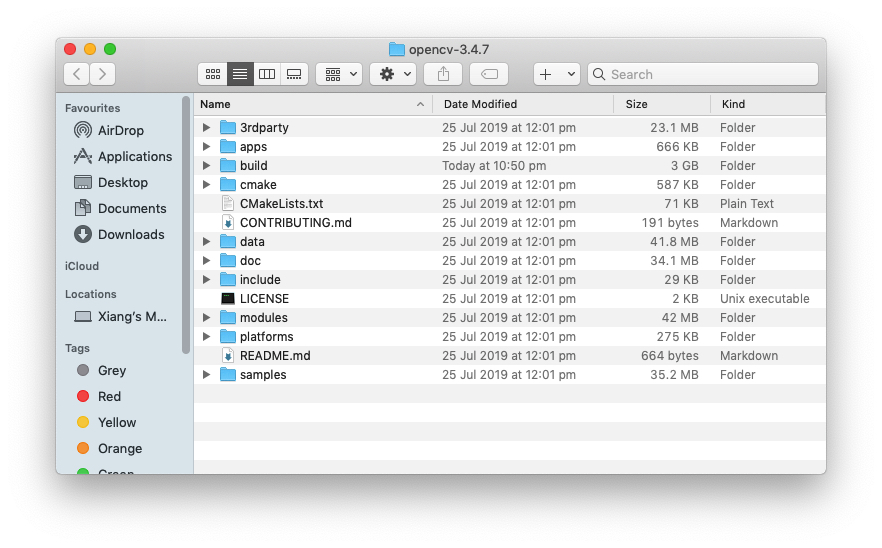 opencv-3.4.7
Search
Favourites
AirDrop
Applications
Desktop
Documents
Downloads
iCloud
Locations
Xiang's M...
Tags
Grey
Red
Yellow
Orange
Green
Name Date Modified Size Kind
3rdparty 25 Jul 2019 at 12:01 pm 23.1 MB Folder
apps 25 Jul 2019 at 12:01 pm 666 KB Folder
build Today at 10:50 pm 3 GB Folder
cmake 25 Jul 2019 at 12:01 pm 587 KB Folder
CMakeLists.txt 25 Jul 2019 at 12:01 pm 71 KB Plain Text
CONTRIBUTING.md 25 Jul 2019 at 12:01 pm 191 bytes Markdown
data 25 Jul 2019 at 12:01 pm 41.8 MB Folder
doc 25 Jul 2019 at 12:01 pm 34.1 MB Folder
include 25 Jul 2019 at 12:01 pm 29 KB Folder
LICENSE 25 Jul 2019 at 12:01 pm 2 KB Unix executable
modules 25 Jul 2019 at 12:01 pm 42 MB Folder
platforms 25 Jul 2019 at 12:01 pm 275 KB Folder
README.md 25 Jul 2019 at 12:01 pm 664 bytes Markdown
samples 25 Jul 2019 at 12:01 pm 35.2 MB Folder